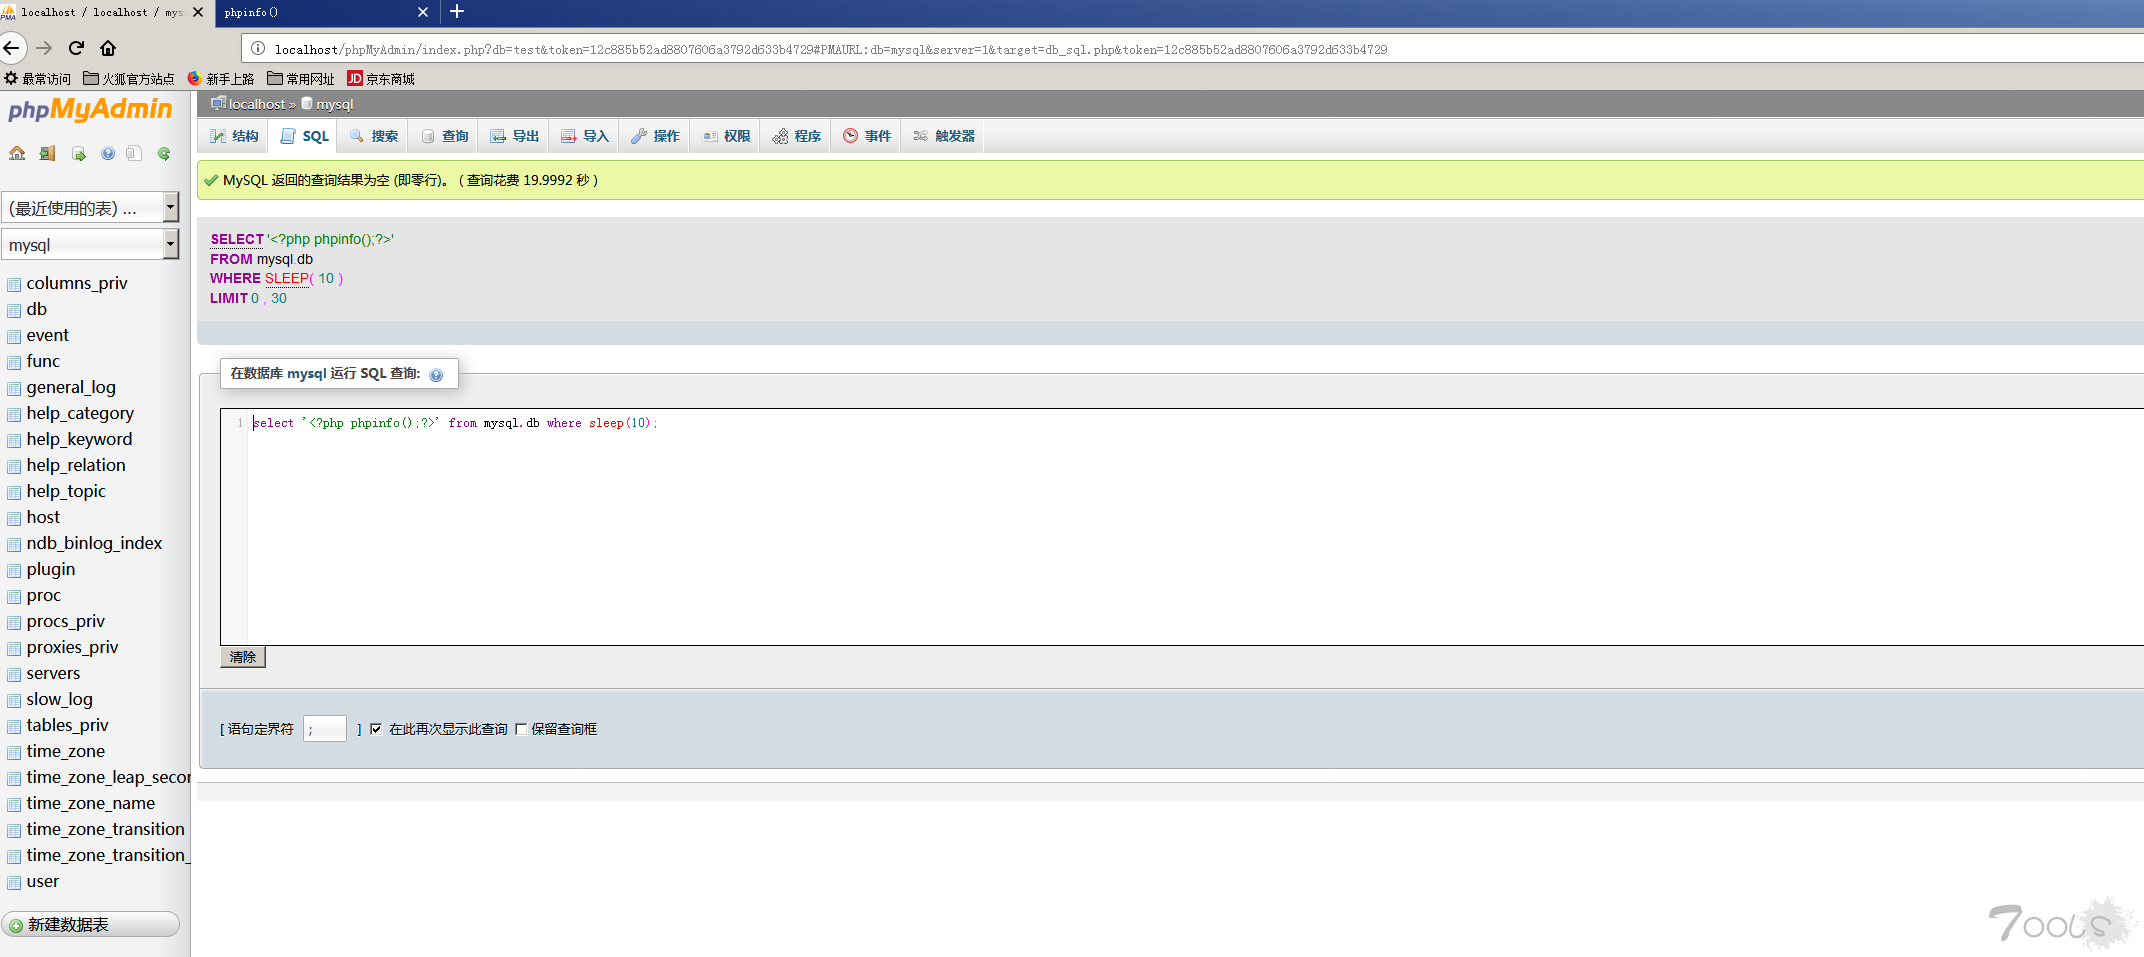 localhost / localhost / mys
phpinfo()
localhost/phpMyAdmin/index.php?db=test&token=12c885b52ad8807606a3792d633b4729#PMAURL:db=mysql&server=1&target=db_sql.php&token=12c885b52ad8807606a3792d633b4729
最常访问 火狐官方站点 新手上路 常用网址 JD 京东商城
phpMyAdmin
localhost » mysql
结构 SQL 搜索 查询 导出 导入 操作 权限 程序 事件 触发器
MySQL 返回的查询结果为空 (即零行)。 ( 查询花费 19.9992 秒 )
(最近使用的表) ...
mysql
columns_priv
db
event
func
general_log
help_category
help_keyword
help_relation
help_topic
host
ndb_binlog_index
plugin
proc
procs_priv
proxies_priv
servers
slow_log
tables_priv
time_zone
time_zone_leap_secon
time_zone_name
time_zone_transition
time_zone_transition_
user
新建数据表
SELECT '<?php phpinfo();?>'
FROM mysql.db
WHERE SLEEP( 10 )
LIMIT 0 , 30
在数据库 mysql 运行 SQL 查询:
1 select '<?php phpinfo();?>' from mysql.db where sleep(10);
清除
[ 语句定界符 ; ] 在此再次显示此查询 保留查询框
7ools